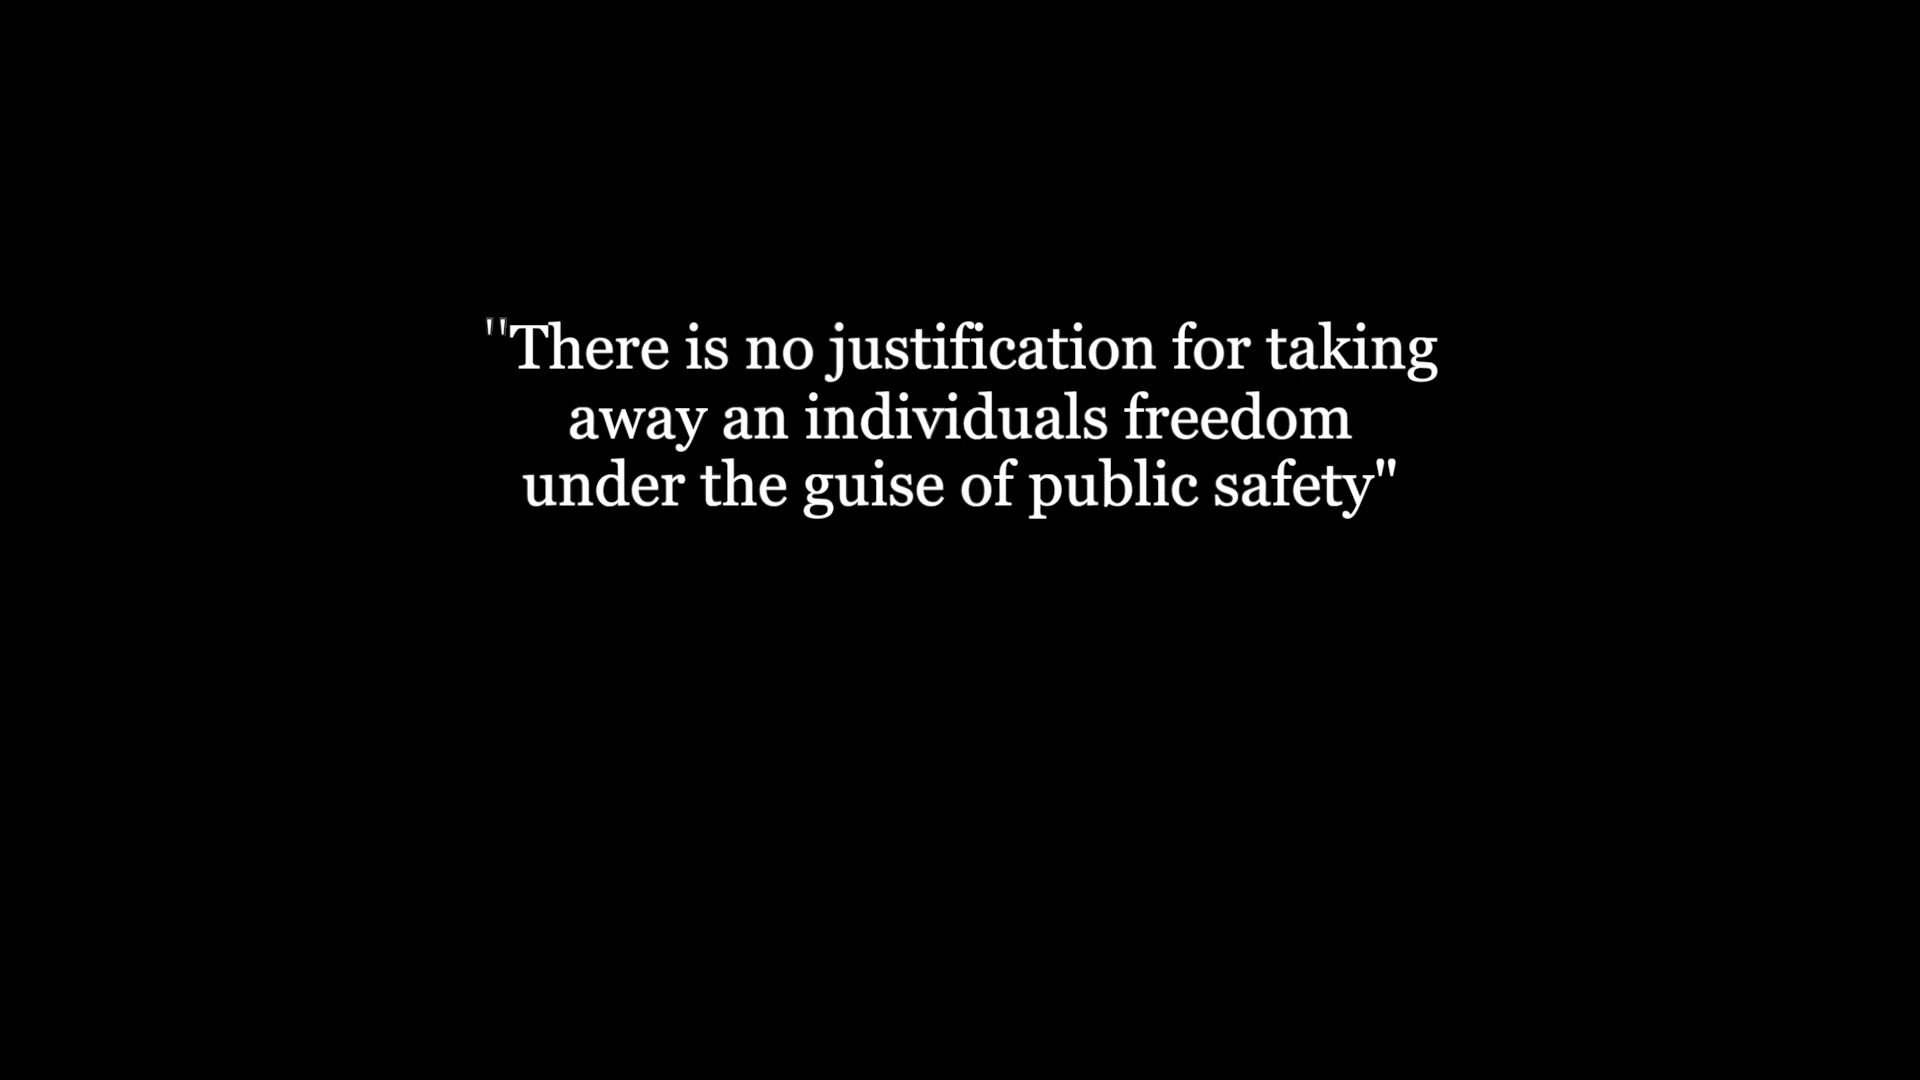 "There is no justification for taking
away an individuals freedom
under the guise of public safety"